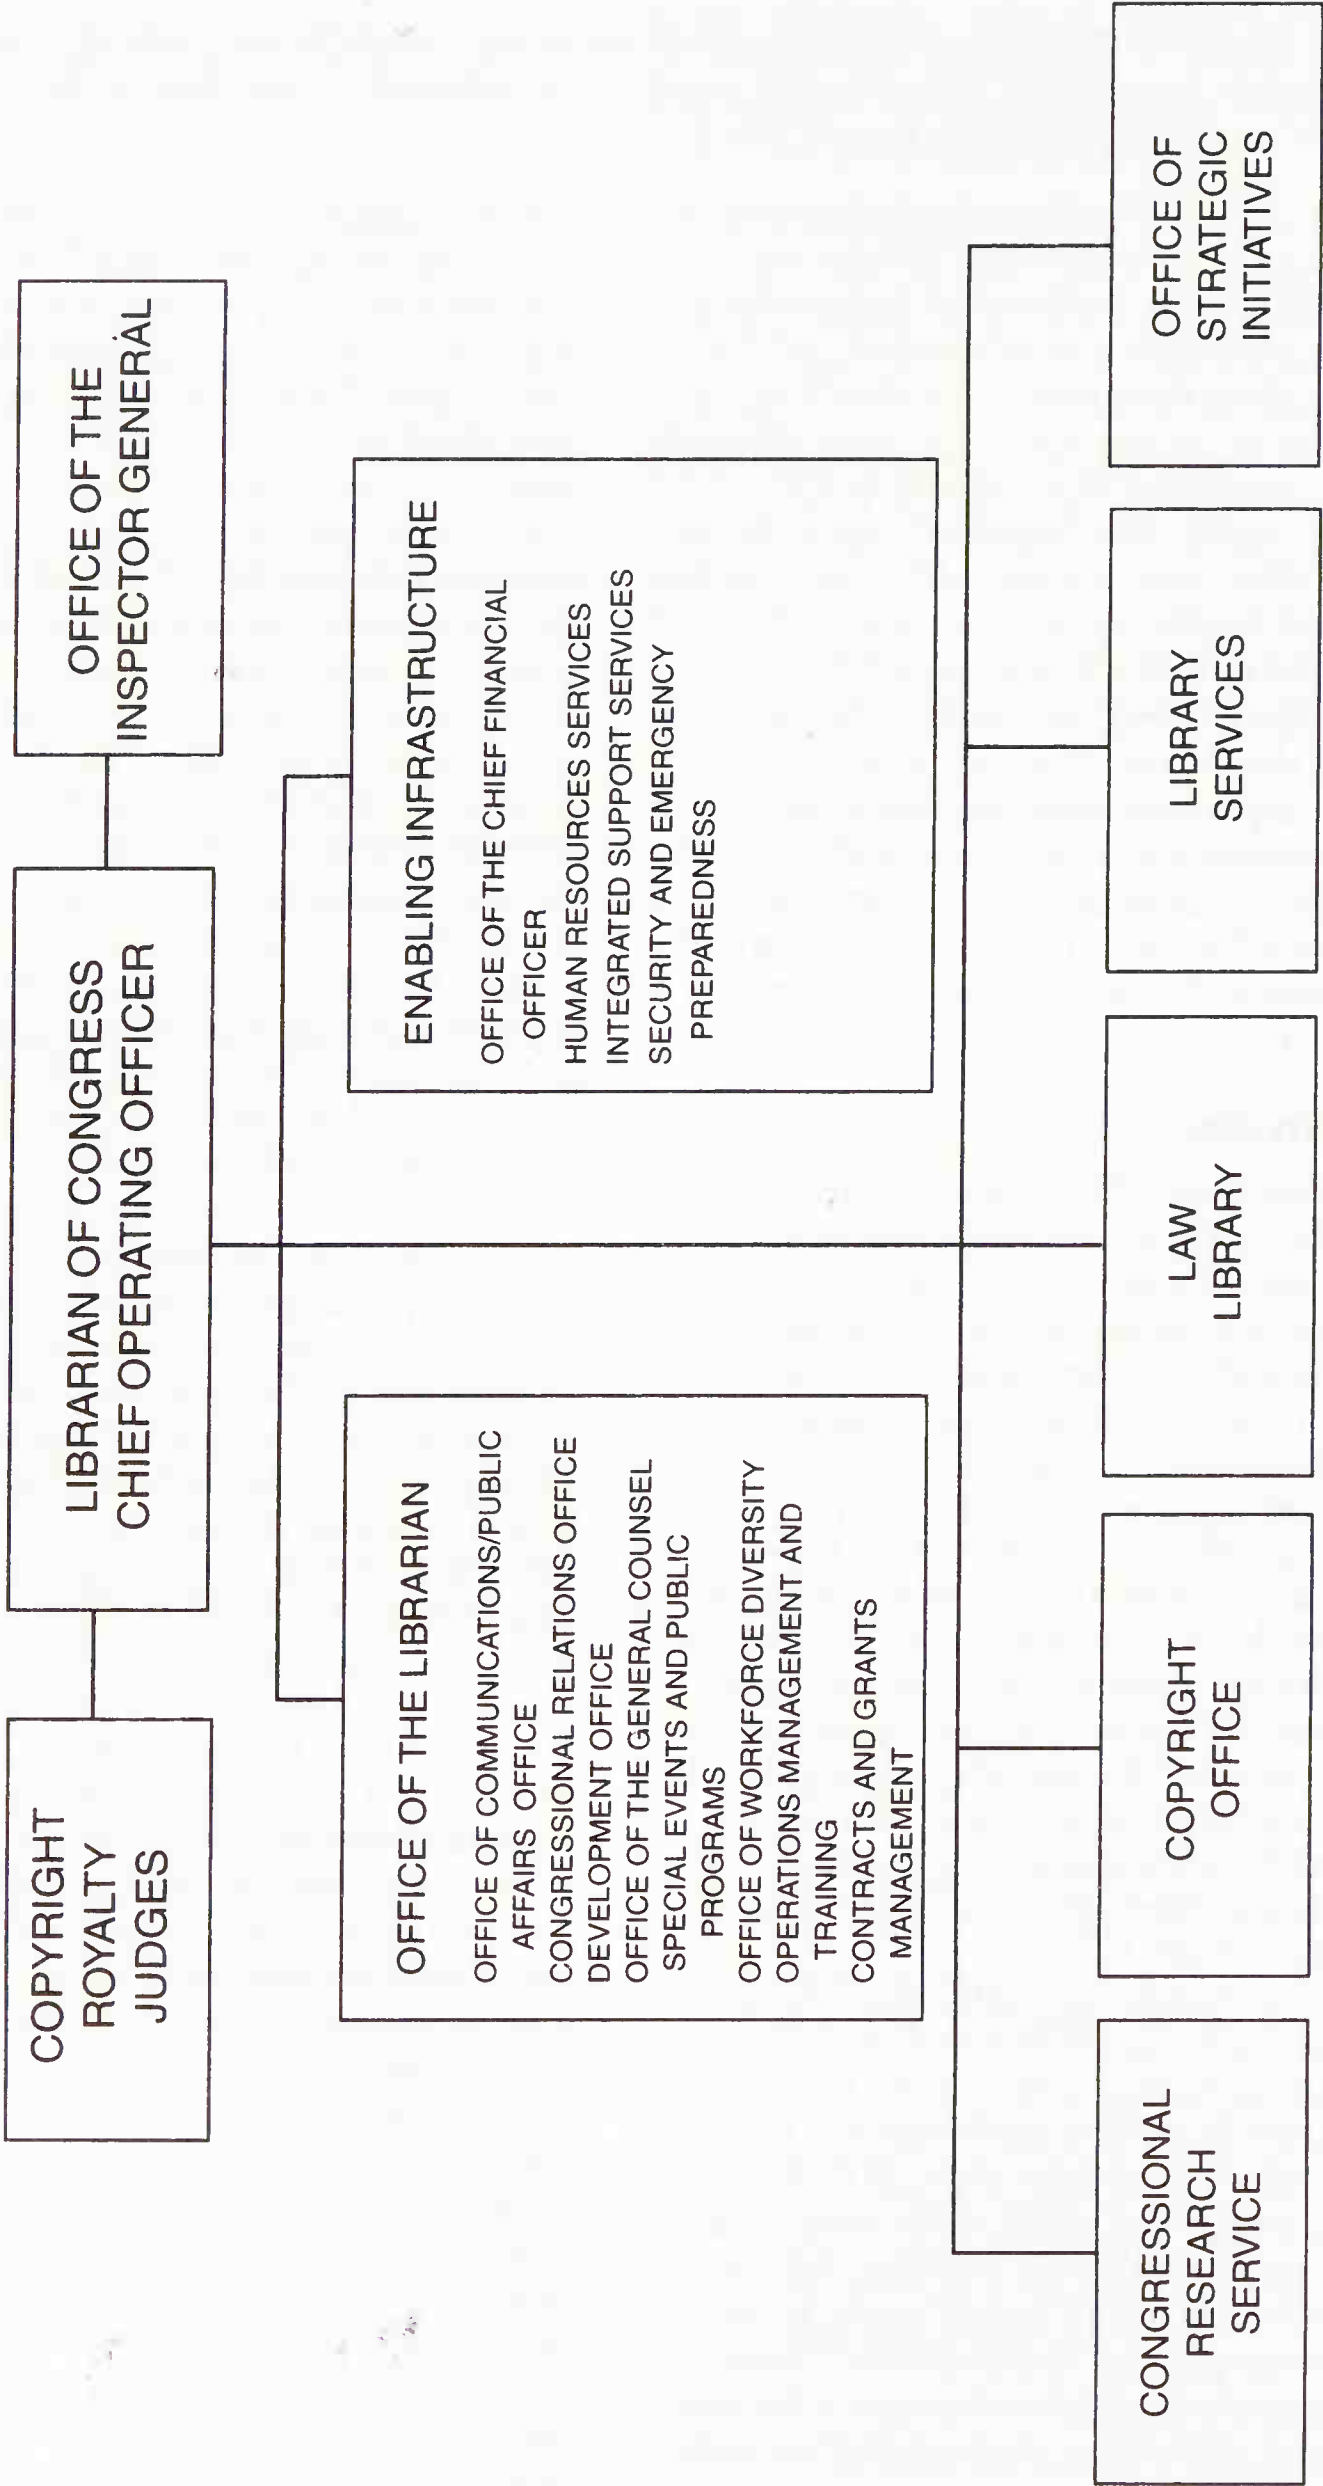 COPYRIGHT
ROYALTY
JUDGES
LIBRARIAN OF CONGRESS
CHIEF OPERATING OFFICER
OFFICE OF THE
INSPECTOR GENERAL
OFFICE OF THE LIBRARIAN
OFFICE OF COMMUNICATIONS/PUBLIC
AFFAIRS OFFICE
CONGRESSIONAL RELATIONS OFFICE
DEVELOPMENT OFFICE
OFFICE OF THE GENERAL COUNSEL
SPECIAL EVENTS AND PUBLIC
PROGRAMS
OFFICE OF WORKFORCE DIVERSITY
OPERATIONS MANAGEMENT AND
TRAINING
CONTRACTS AND GRANTS
MANAGEMENT
ENABLING INFRASTRUCTURE
OFFICE OF THE CHIEF FINANCIAL
OFFICER
HUMAN RESOURCES SERVICES
INTEGRATED SUPPORT SERVICES
SECURITY AND EMERGENCY
PREPAREDNESS
CONGRESSIONAL
RESEARCH
SERVICE
COPYRIGHT
OFFICE
LAW
LIBRARY
LIBRARY
SERVICES
OFFICE OF
STRATEGIC
INITIATIVES